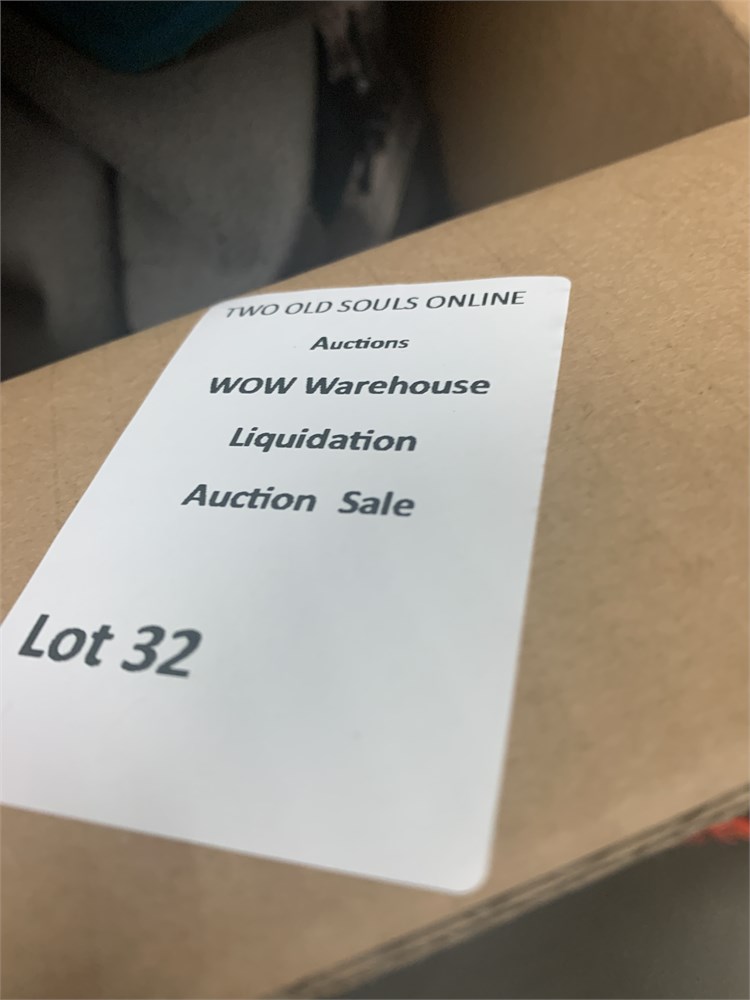 TWO OLD SOULS ONLINE
Auctions
WOW Warehouse
Liquidation
Auction Sale
Lot 32